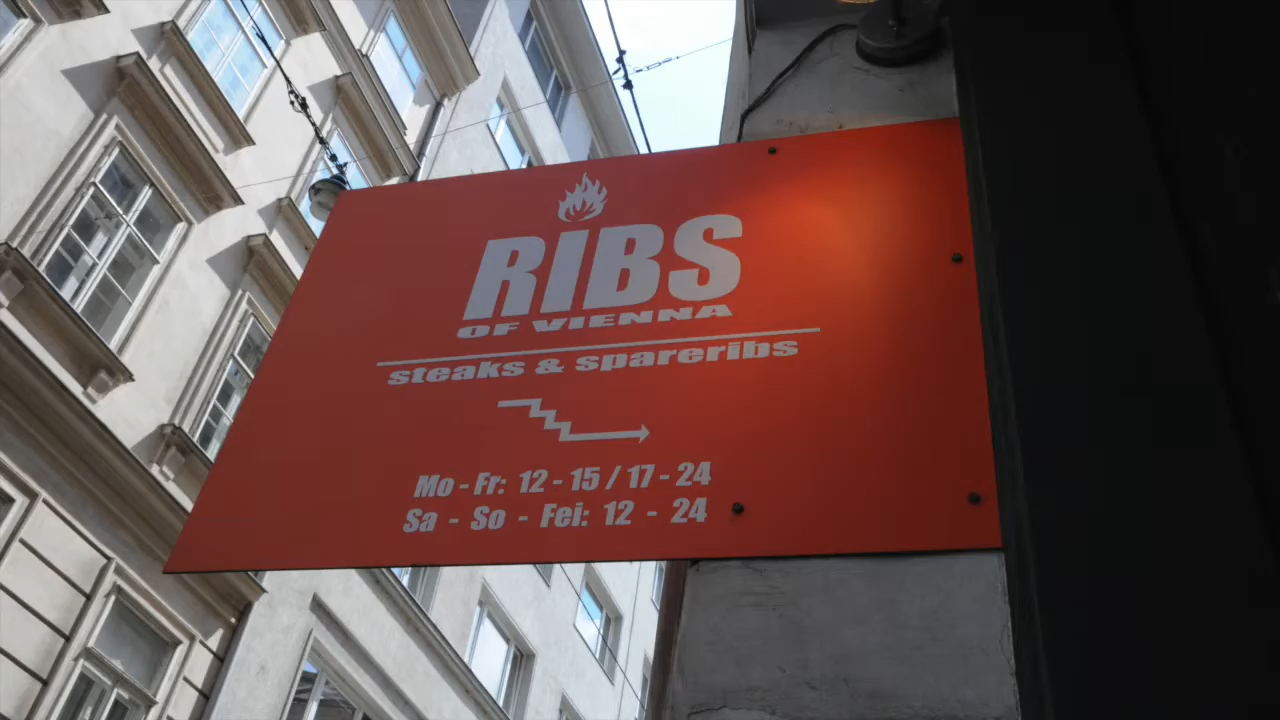 RIBS
OF VIENNA
steaks & spareribs
Mo - Fr: 12 - 15 / 17 - 24
Sa - So - Fei: 12 - 24